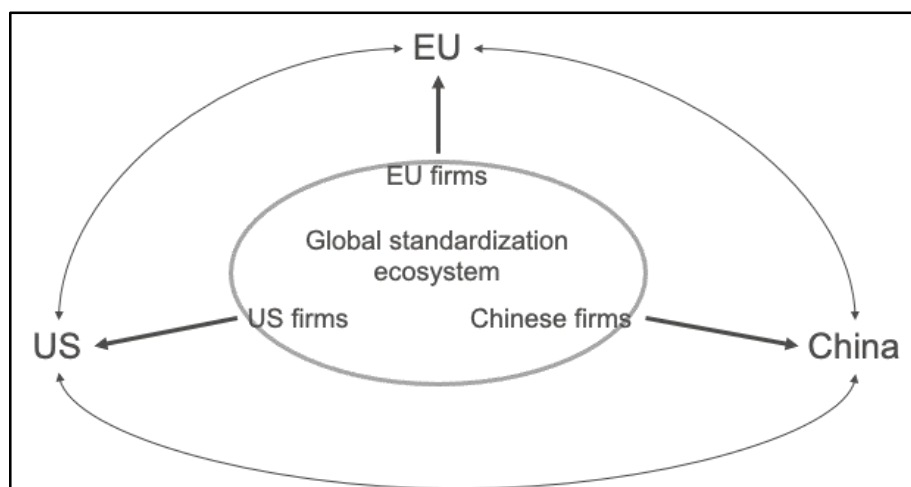 EU
EU firms
Global standardization
ecosystem
US firms
Chinese firms
US
China